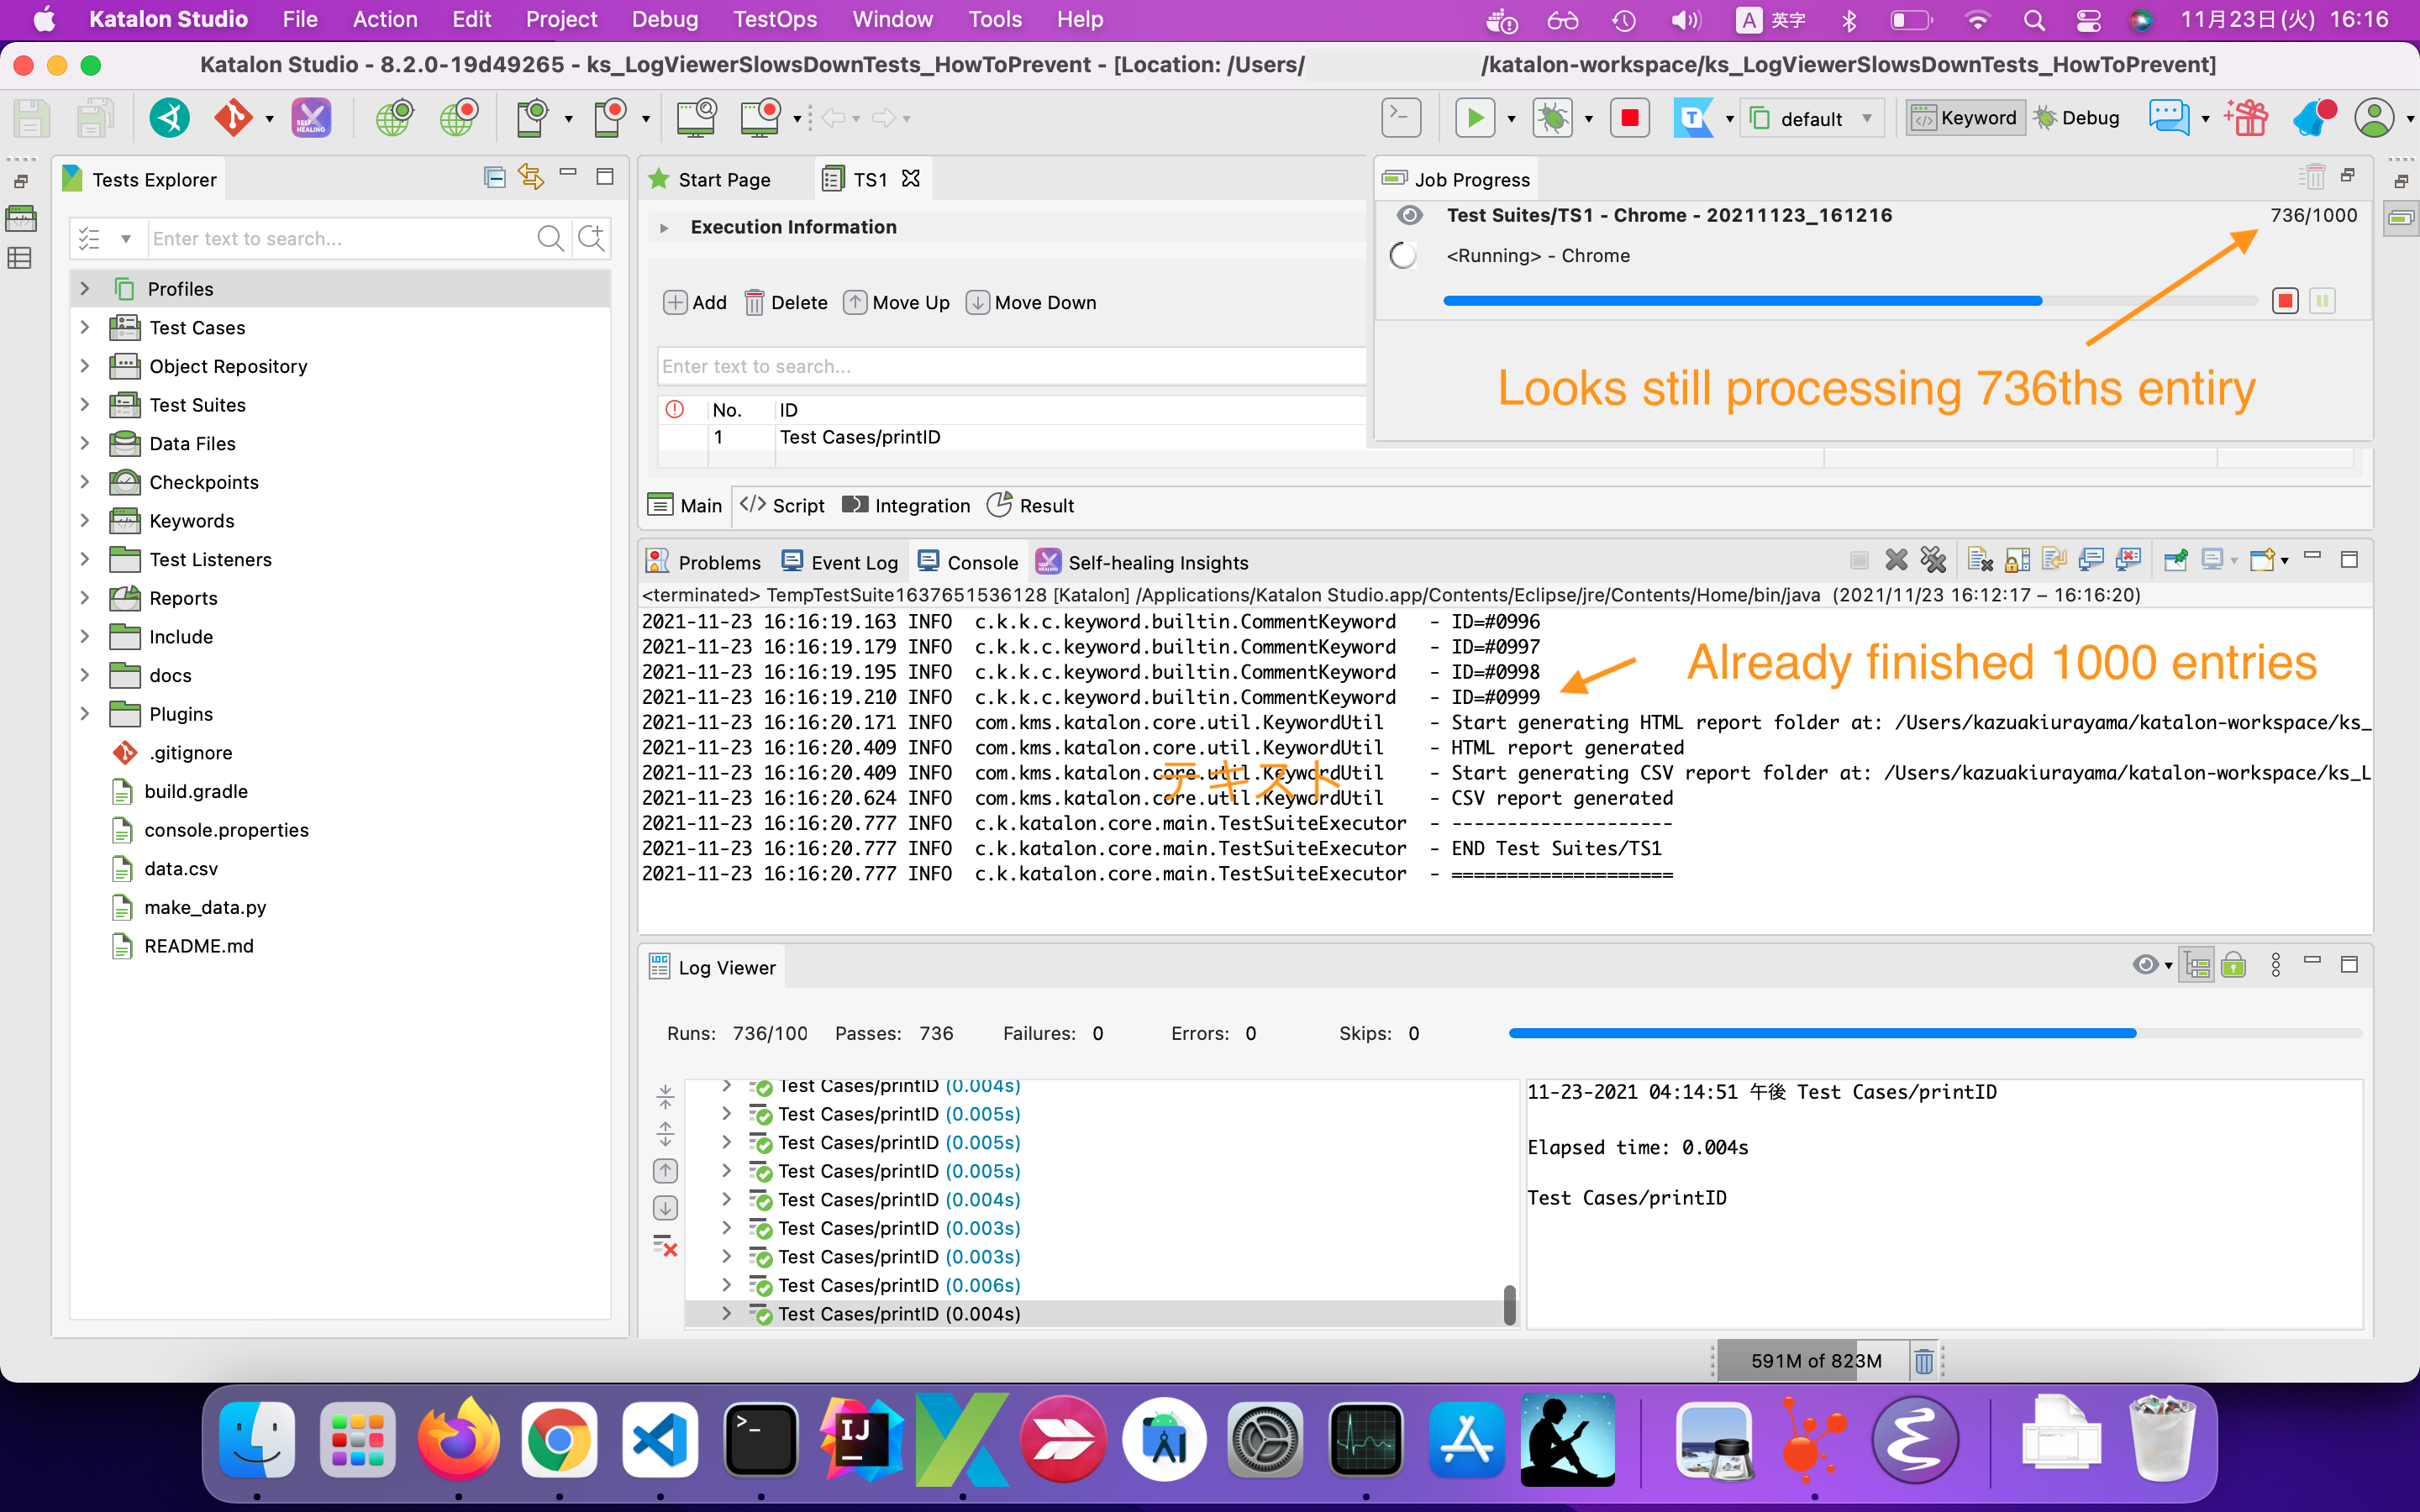 Katalon Studio File Action Edit Project Debug TestOps Window Tools Help A 英字 11月23日(火) 16:16
Katalon Studio - 8.2.0-19d49265 - ks_LogViewerSlowsDownTests_HowToPrevent - [Location: /Users/ /katalon-workspace/ks_LogViewerSlowsDownTests_HowToPrevent]
SELF HEALING
T
default
Keyword
Debug
Tests Explorer
Enter text to search...
Profiles
Test Cases
Object Repository
Test Suites
Data Files
Checkpoints
Keywords
Test Listeners
Reports
Include
docs
Plugins
.gitignore
build.gradle
console.properties
data.csv
make_data.py
README.md
Start Page
TS1
Execution Information
Add Delete Move Up Move Down
Enter text to search...
No. ID
1 Test Cases/printID
Main Script Integration Result
Job Progress
Test Suites/TS1 - Chrome - 20211123_161216 736/1000
<Running> - Chrome
Looks still processing 736ths entiry
Problems Event Log Console Self-healing Insights
<terminated> TempTestSuite1637651536128 [Katalon] /Applications/Katalon Studio.app/Contents/Eclipse/jre/Contents/Home/bin/java (2021/11/23 16:12:17 – 16:16:20)
2021-11-23 16:16:19.163 INFO c.k.k.c.keyword.builtin.CommentKeyword - ID=#0996
2021-11-23 16:16:19.179 INFO c.k.k.c.keyword.builtin.CommentKeyword - ID=#0997
2021-11-23 16:16:19.195 INFO c.k.k.c.keyword.builtin.CommentKeyword - ID=#0998
2021-11-23 16:16:19.210 INFO c.k.k.c.keyword.builtin.CommentKeyword - ID=#0999
Already finished 1000 entries
2021-11-23 16:16:20.171 INFO com.kms.katalon.core.util.KeywordUtil - Start generating HTML report folder at: /Users/kazuakiurayama/katalon-workspace/ks_
2021-11-23 16:16:20.409 INFO com.kms.katalon.core.util.KeywordUtil - HTML report generated
2021-11-23 16:16:20.409 INFO com.kms.katalon.core.util.KeywordUtil - Start generating CSV report folder at: /Users/kazuakiurayama/katalon-workspace/ks_L
テキスト
2021-11-23 16:16:20.624 INFO com.kms.katalon.core.util.KeywordUtil - CSV report generated
2021-11-23 16:16:20.777 INFO c.k.katalon.core.main.TestSuiteExecutor - --------------------
2021-11-23 16:16:20.777 INFO c.k.katalon.core.main.TestSuiteExecutor - END Test Suites/TS1
2021-11-23 16:16:20.777 INFO c.k.katalon.core.main.TestSuiteExecutor - ====================
Log Viewer
Runs: 736/100 Passes: 736 Failures: 0 Errors: 0 Skips: 0
Test Cases/printID (0.004s)
Test Cases/printID (0.005s)
Test Cases/printID (0.005s)
Test Cases/printID (0.005s)
Test Cases/printID (0.004s)
Test Cases/printID (0.003s)
Test Cases/printID (0.003s)
Test Cases/printID (0.006s)
Test Cases/printID (0.004s)
11-23-2021 04:14:51 午後 Test Cases/printID
Elapsed time: 0.004s
Test Cases/printID
591M of 823M
IJ